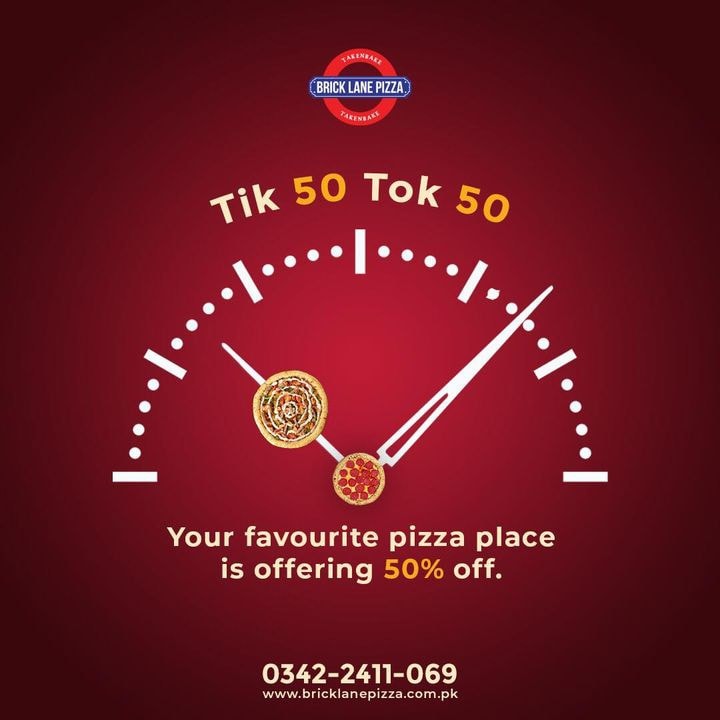 TAKENBAKE
BRICK LANE PIZZA
TAKENBAKE
Tik 50 Tok 50
Your favourite pizza place
is offering 50% off.
0342-2411-069
www.bricklanepizza.com.pk